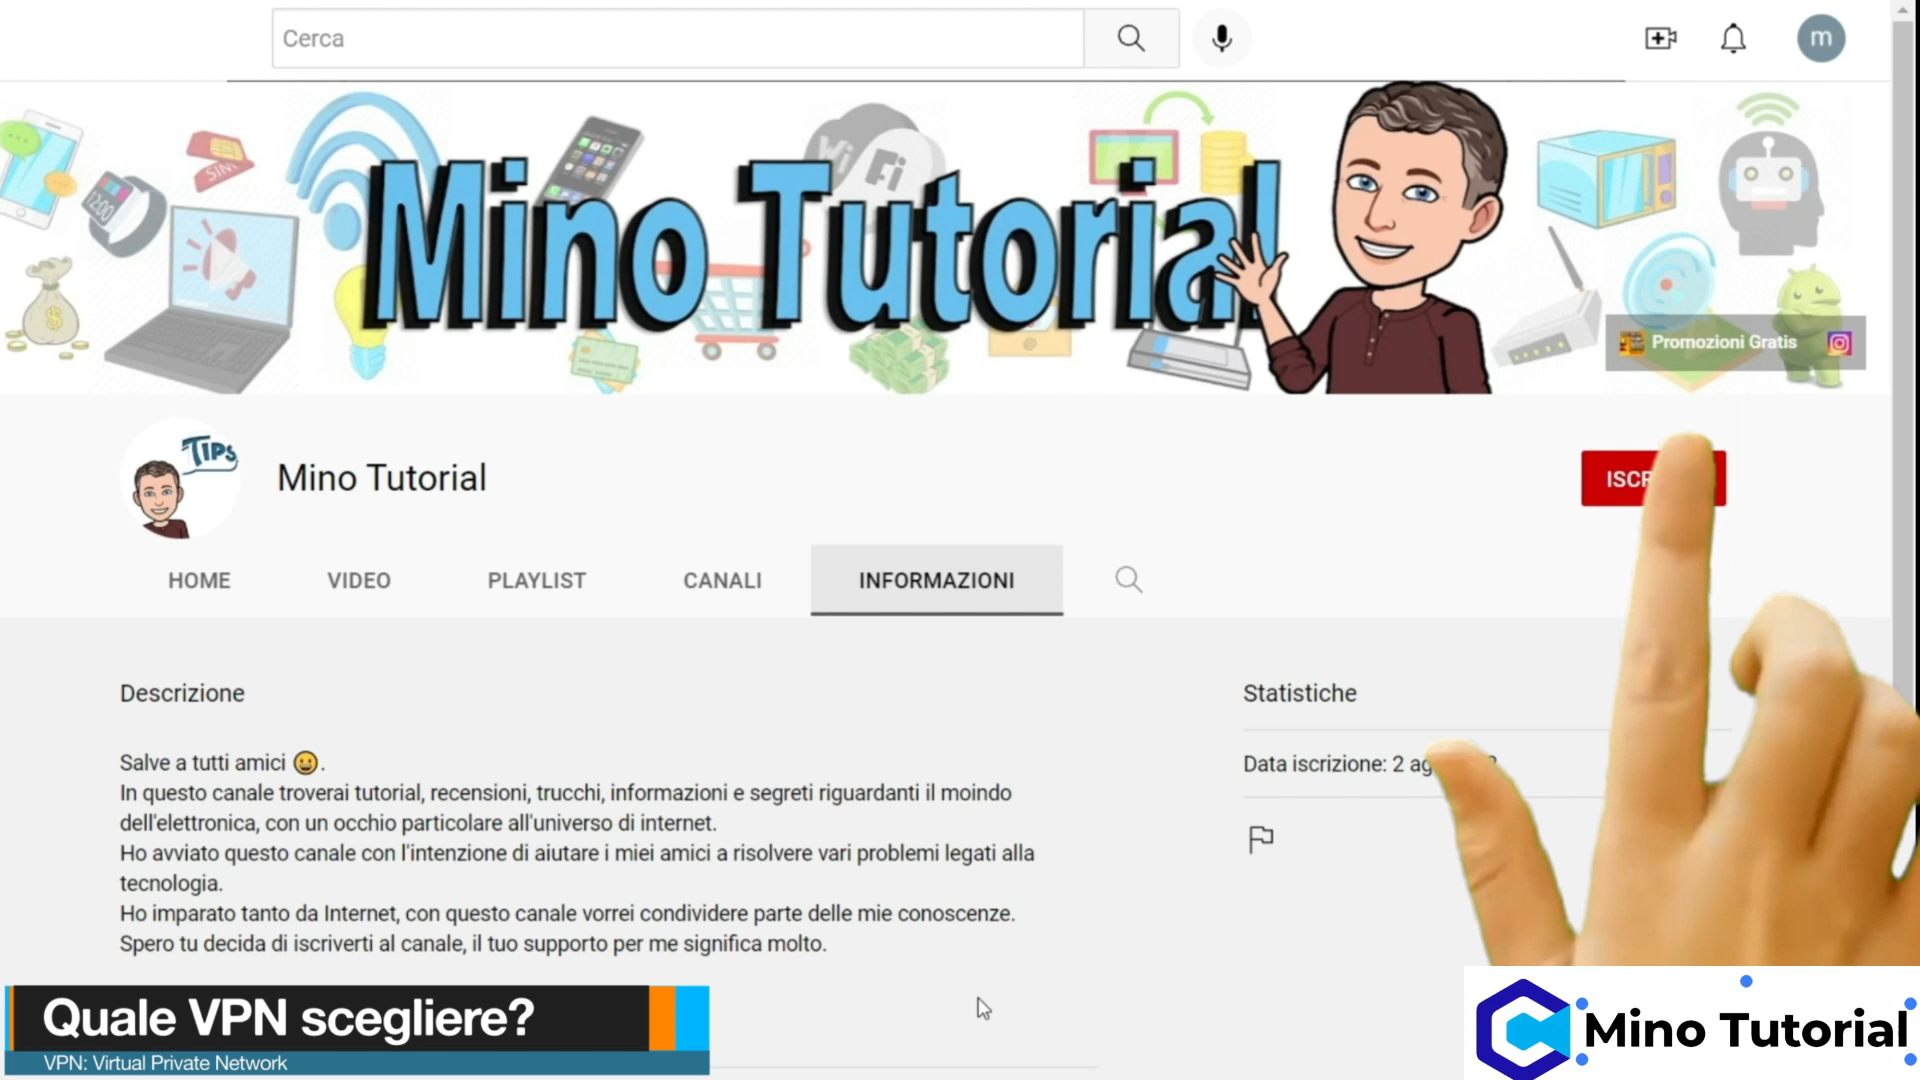 Cerca
m
SIM
12:00
Wi
Fi
Mino Tutorial
@
Promozioni Gratis
TIPS
Mino Tutorial
HOME
VIDEO
PLAYLIST
CANALI
INFORMAZIONI
Descrizione
Statistiche
Salve a tutti amici 😀.
In questo canale troverai tutorial, recensioni, trucchi, informazioni e segreti riguardanti il moindo
dell'elettronica, con un occhio particolare all'universo di internet.
Ho avviato questo canale con l'intenzione di aiutare i miei amici a risolvere vari problemi legati alla
tecnologia.
Ho imparato tanto da Internet, con questo canale vorrei condividere parte delle mie conoscenze.
Spero tu decida di iscriverti al canale, il tuo supporto per me significa molto.
Data iscrizione: 2
Quale VPN scegliere?
VPN: Virtual Private Network
Mino Tutorial